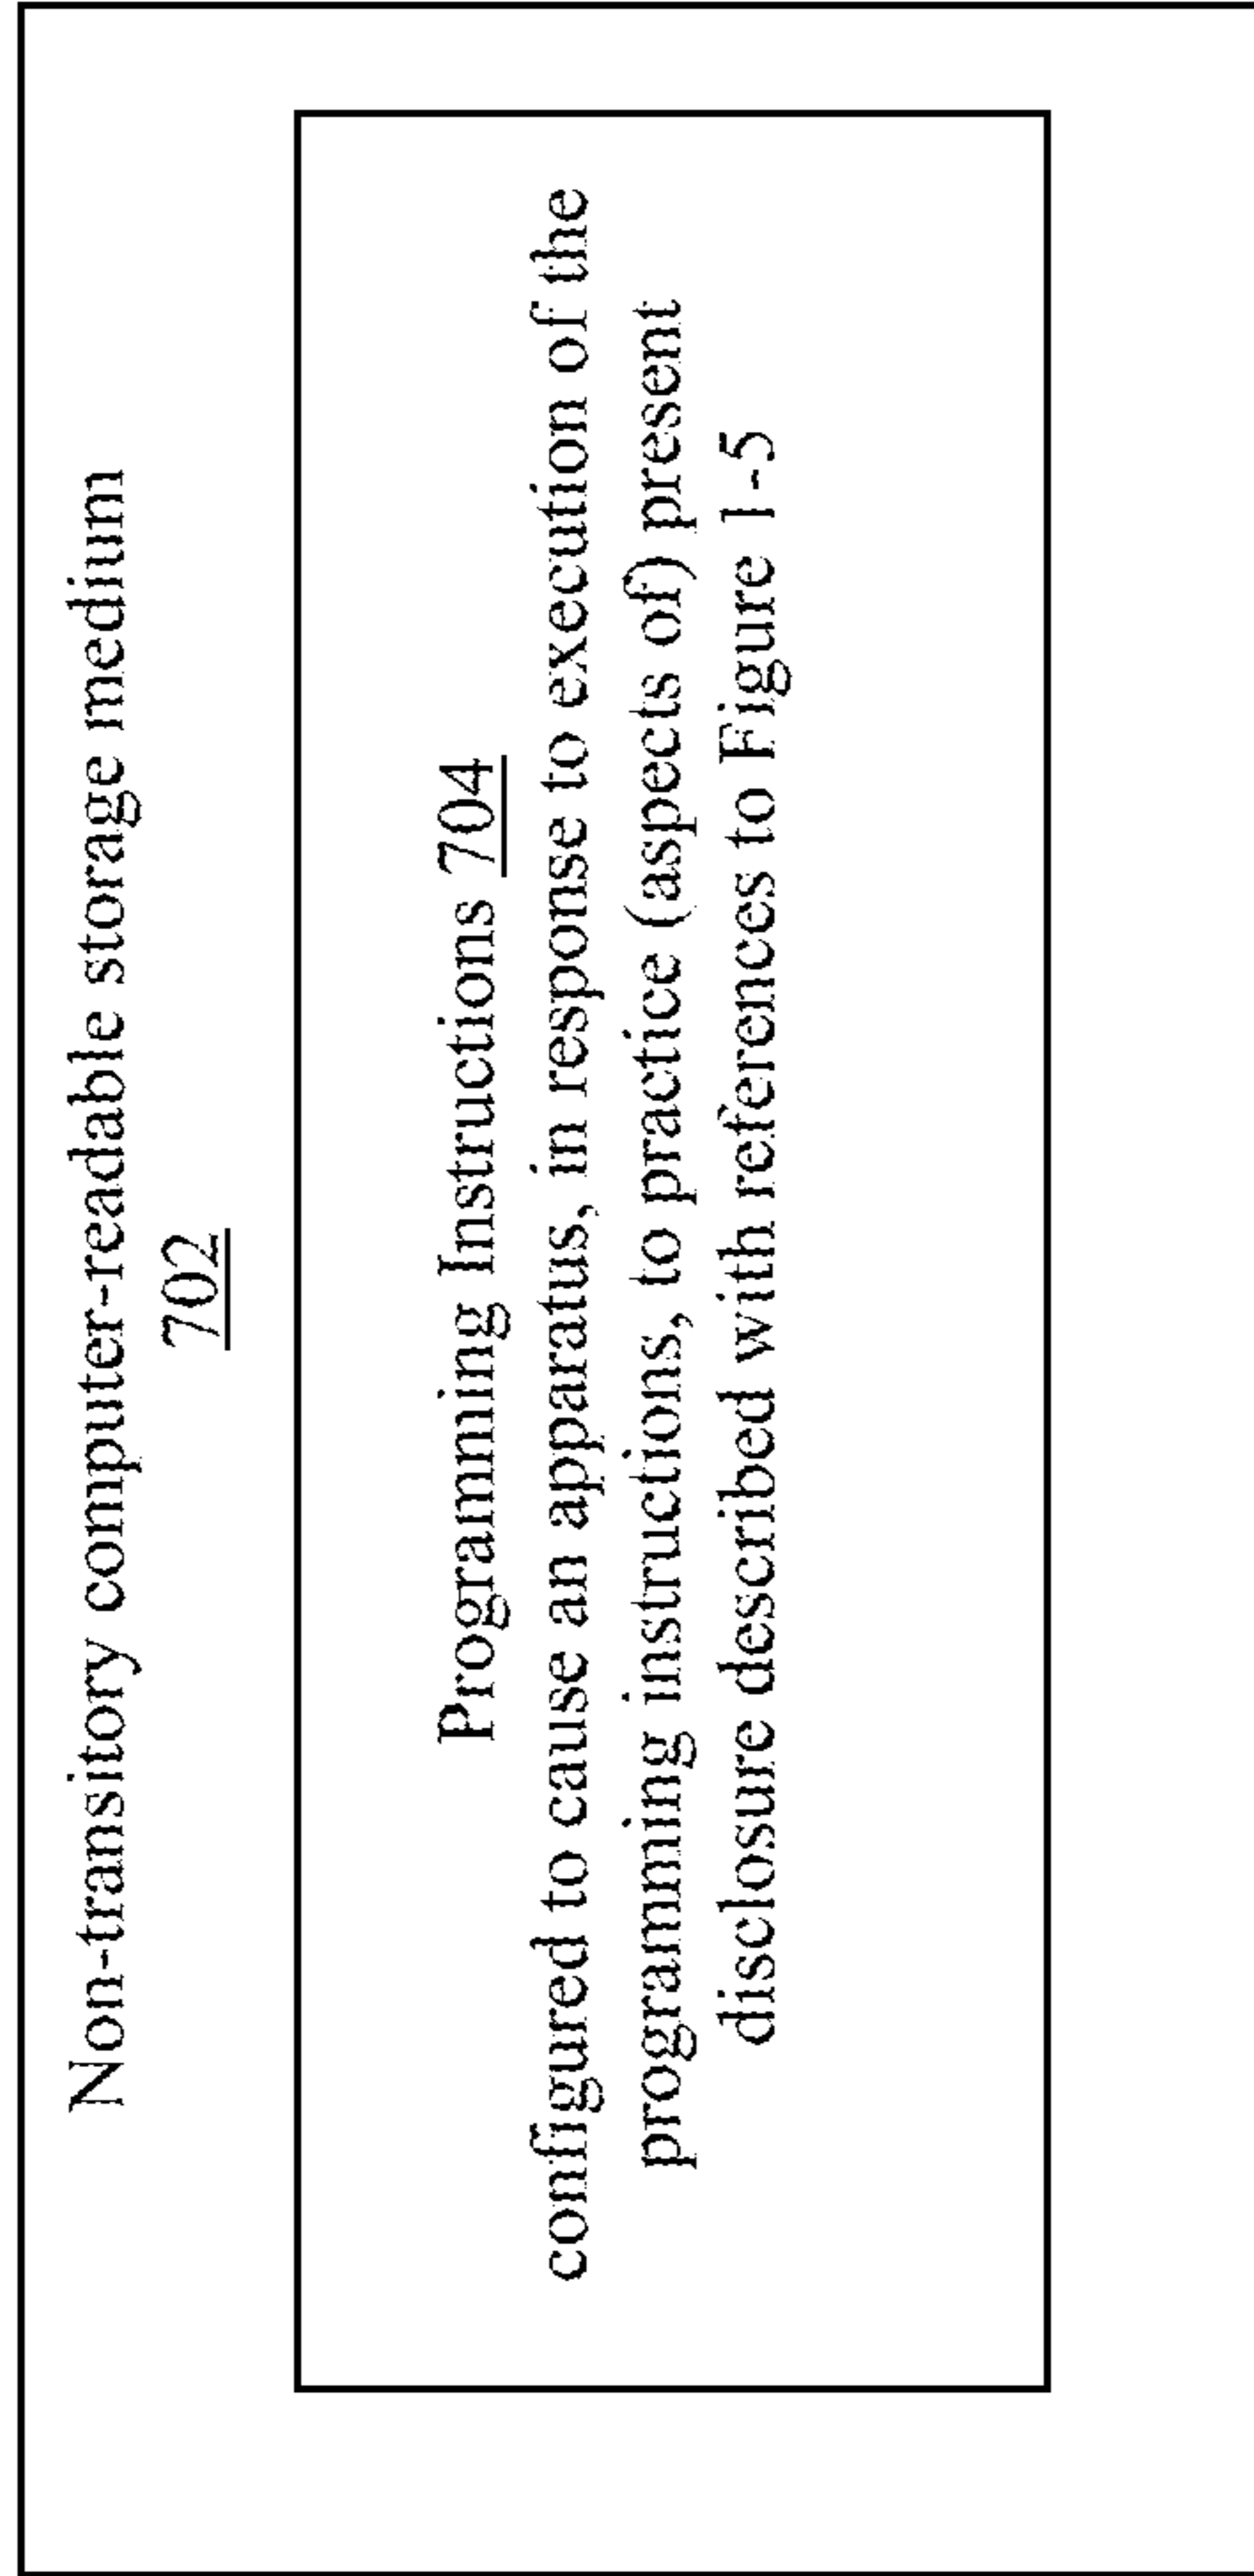 Non-transitory computer-readable storage medium
702
Programming Instructions 704
configured to cause an apparatus, in response to execution of the
programming instructions, to practice (aspects of) present
disclosure described with references to Figure 1-5